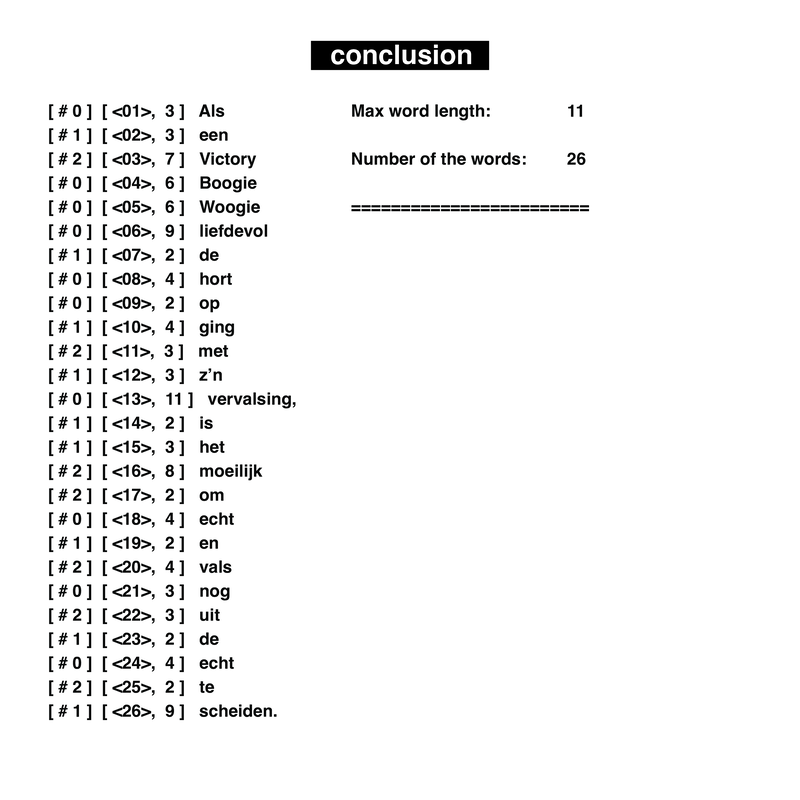 conclusion
[ # 0 ] [ <01>, 3 ] Als
[ # 1 ] [ <02>, 3 ] een
[ # 2 ] [ <03>, 7 ] Victory
[ # 0 ] [ <04>, 6 ] Boogie
[ # 0 ] [ <05>, 6 ] Woogie
[ # 0 ] [ <06>, 9 ] liefdevol
[ # 1 ] [ <07>, 2 ] de
[ # 0 ] [ <08>, 4 ] hort
[ # 0 ] [ <09>, 2 ] op
[ # 1 ] [ <10>, 4 ] ging
[ # 2 ] [ <11>, 3 ] met
[ # 1 ] [ <12>, 3 ] z’n
[ # 0 ] [ <13>, 11 ] vervalsing,
[ # 1 ] [ <14>, 2 ] is
[ # 1 ] [ <15>, 3 ] het
[ # 2 ] [ <16>, 8 ] moeilijk
[ # 2 ] [ <17>, 2 ] om
[ # 0 ] [ <18>, 4 ] echt
[ # 1 ] [ <19>, 2 ] en
[ # 2 ] [ <20>, 4 ] vals
[ # 0 ] [ <21>, 3 ] nog
[ # 2 ] [ <22>, 3 ] uit
[ # 1 ] [ <23>, 2 ] de
[ # 0 ] [ <24>, 4 ] echt
[ # 2 ] [ <25>, 2 ] te
[ # 1 ] [ <26>, 9 ] scheiden.
Max word length: 11
Number of the words: 26
========================